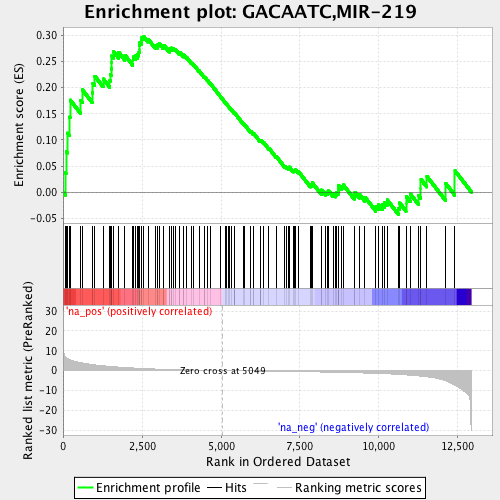 Enrichment plot: GACAATC,MIR-219
Enrichment score (ES)
0.30
0.25
0.20
0.15
0.10
0.05
0.00
-0.05
'na_pos' (positively correlated)
Ranked list metric (PreRanked)
30
20
10
0
-10
-20
-30
Zero cross at 5049
'na_neg' (negatively correlated)
0
2,500
5,000
7,500
10,000
12,500
Rank in Ordered Dataset
Enrichment profile
Hits
Ranking metric scores